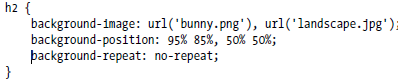 h2 {
background-image: url('bunny.png'), url('landscape.jpg');
background-position: 95% 85%, 50% 50%;
background-repeat: no-repeat;
}